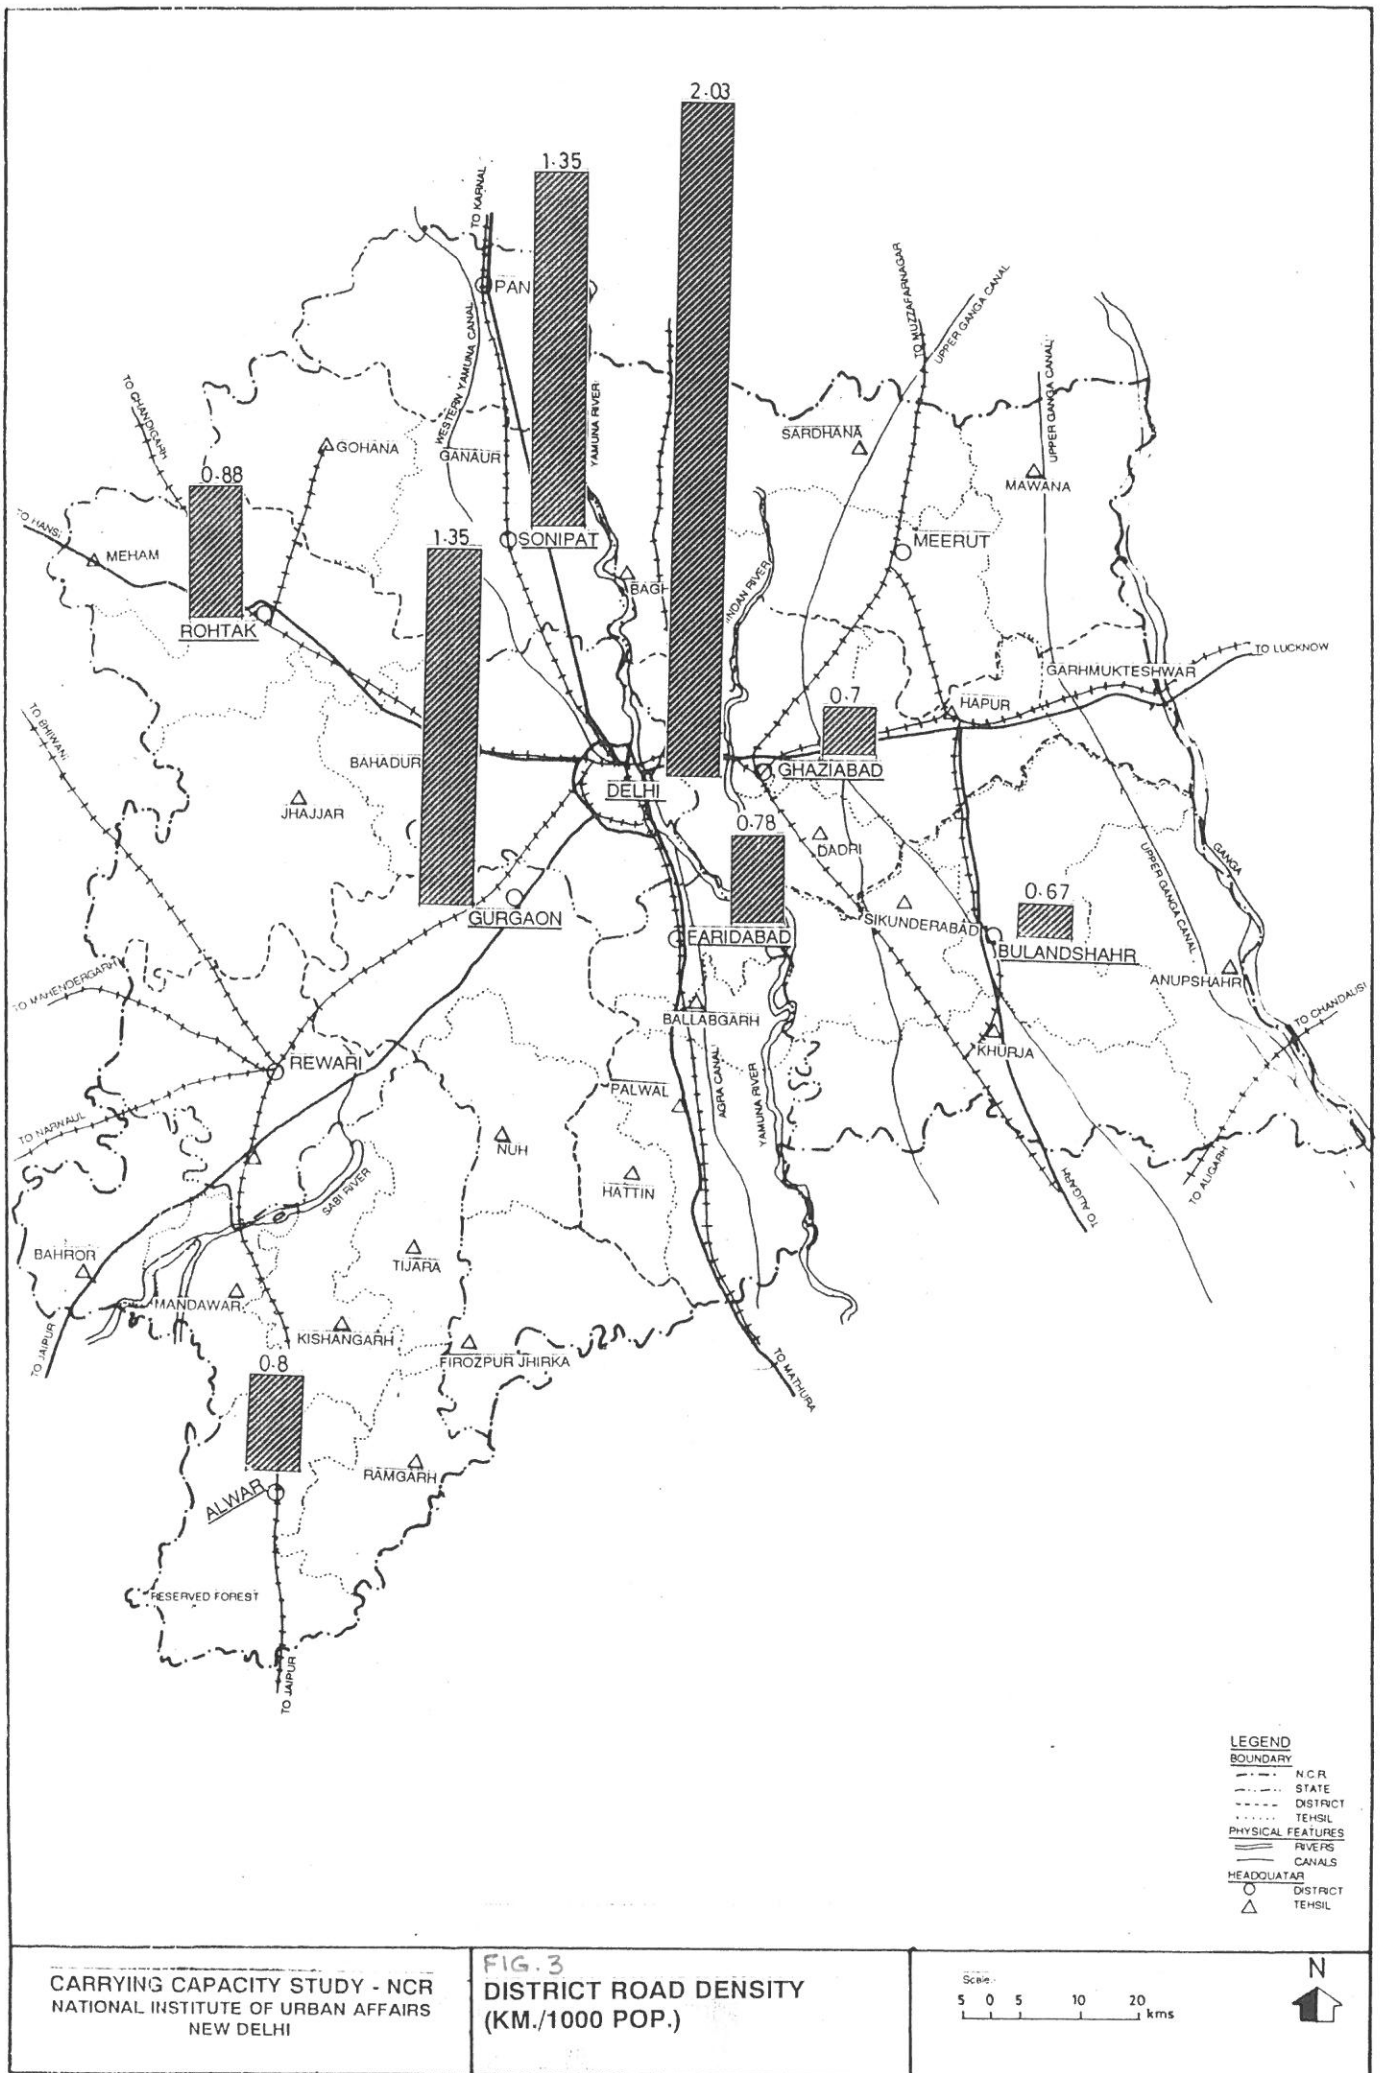 2.03
1.35
TO KARNAL
PAN
WESTERN YAMUNA CANAL
YAMUNA RIVER
TO MUZZAFARNAGAR
UPPER GANGA CANAL
UPPER GANGA CANAL
TO CHANDIGARH
GOHANA
GANAUR
SARDHANA
MAWANA
0.88
TO HANSI
MEHAM
1.35
SONIPAT
MEERUT
BAGH
INDAN RIVER
ROHTAK
TO LUCKNOW
GARHMUKTESHWAR
0.7
HAPUR
TO BHIWANI
BAHADUR
GHAZIABAD
DELHI
JHAJJAR
0.78
DADRI
UPPER GANGA CANAL
GANGA
0.67
GURGAON
SIKUNDERABAD
FARIDABAD
BULANDSHAHR
ANUPSHAHR
TO MAHENDERGARH
BALLABGARH
TO CHANDAUSI
KHURJA
REWARI
PALWAL
AGRA CANAL
YAMUNA RIVER
TO NARNAUL
NUH
HATTIN
SABI RIVER
TO ALIGARH
TO ALIGARH
BAHROR
TIJARA
MANDAWAR
KISHANGARH
TO JAIPUR
FIROZPUR JHIRKA
TO MATHURA
0.8
RAMGARH
ALWAR
RESERVED FOREST
TO JAIPUR
LEGEND
BOUNDARY
N.C.R.
STATE
DISTRICT
TEHSIL
PHYSICAL FEATURES
RIVERS
CANALS
HEADQUATAR
DISTRICT
TEHSIL
CARRYING CAPACITY STUDY - NCR
NATIONAL INSTITUTE OF URBAN AFFAIRS
NEW DELHI
FIG. 3
DISTRICT ROAD DENSITY
(KM./1000 POP.)
Scale:-
5 0 5 10 20 kms
N